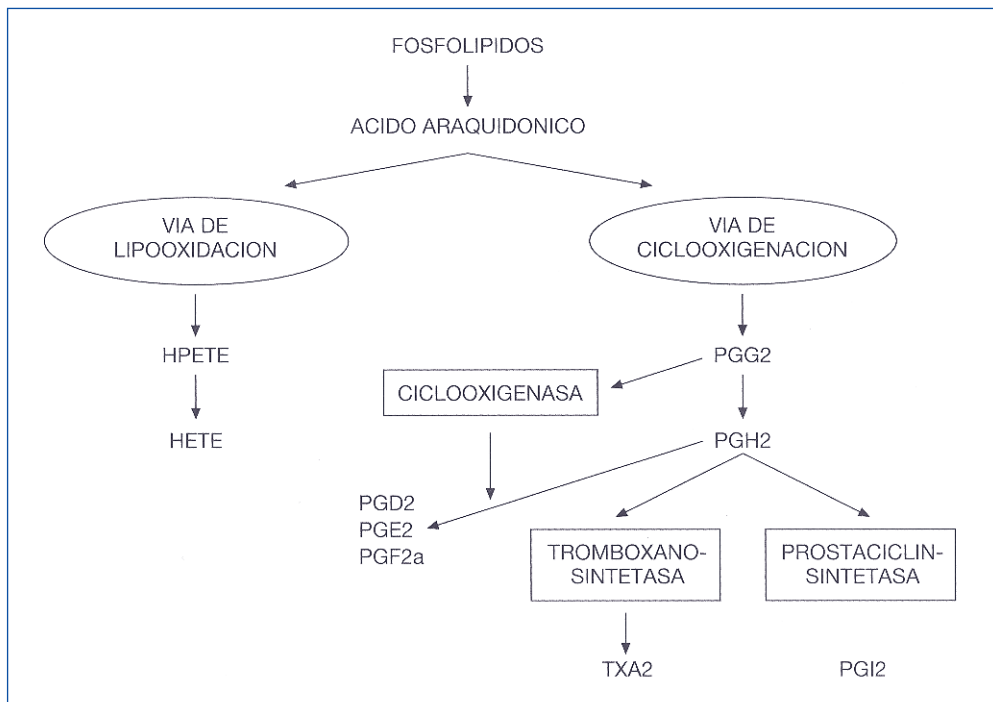 FOSFOLIPIDOS
ACIDO ARAQUIDONICO
VIA DE
LIPOOXIDACION
VIA DE
CICLOOXIGENACION
HPETE
PGG2
CICLOOXIGENASA
HETE
PGH2
PGD2
PGE2
PGF2a
TROMBOXANO-
SINTETASA
PROSTACICLIN-
SINTETASA
TXA2
PGI2